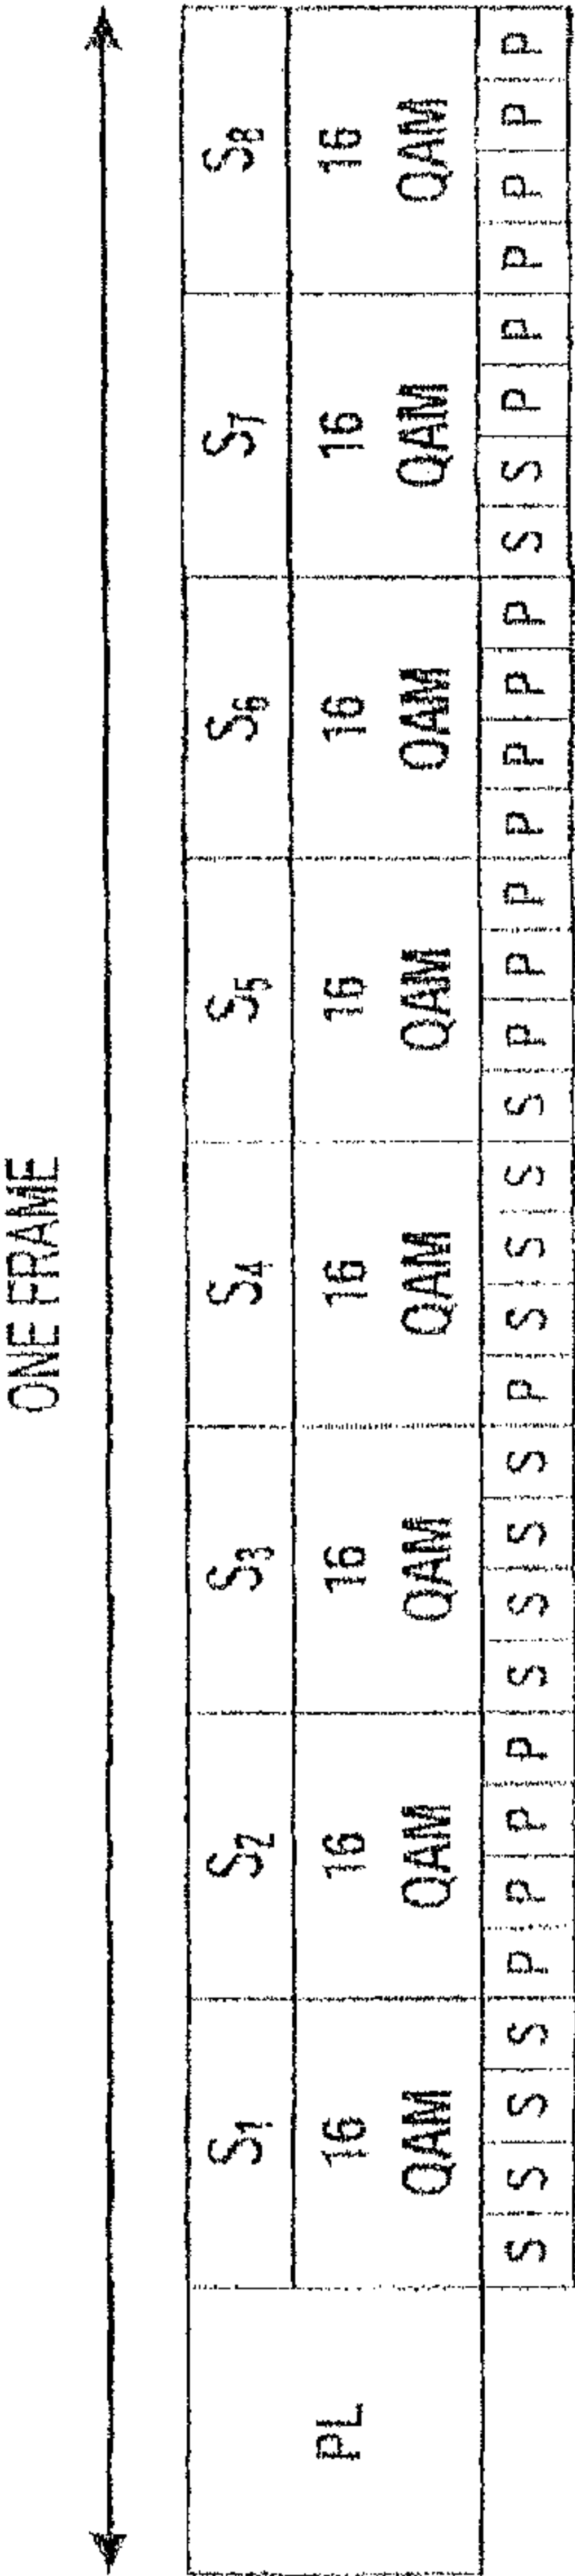 ONE FRAME
PL S₁ S₂ S₃ S₄ S₅ S₆ S₇ S₈
16 16 16 16 16 16 16 16
QAM QAM QAM QAM QAM QAM QAM QAM
S S S S P P P P S S S S P S S S S P P P P P P P S S P P P P P P